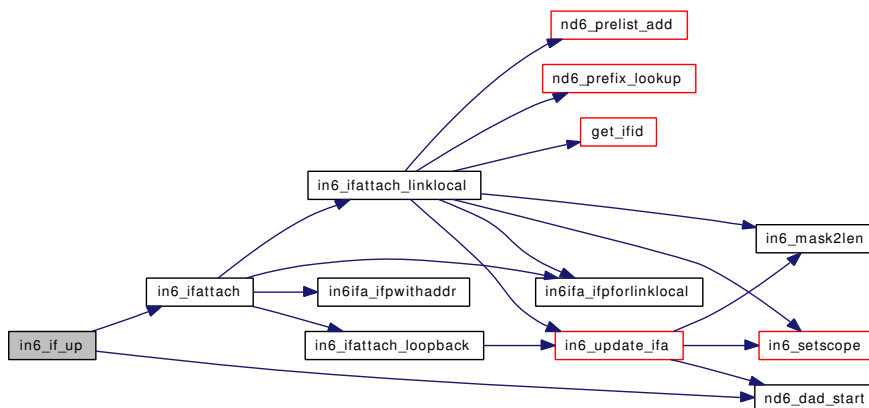 nd6_prelist_add
nd6_prefix_lookup
get_ifid
in6_ifattach_linklocal
in6_mask2len
in6_ifattach
in6ifa_ifpwithaddr
in6ifa_ifpforlinklocal
in6_if_up
in6_ifattach_loopback
in6_update_ifa
in6_setscope
nd6_dad_start